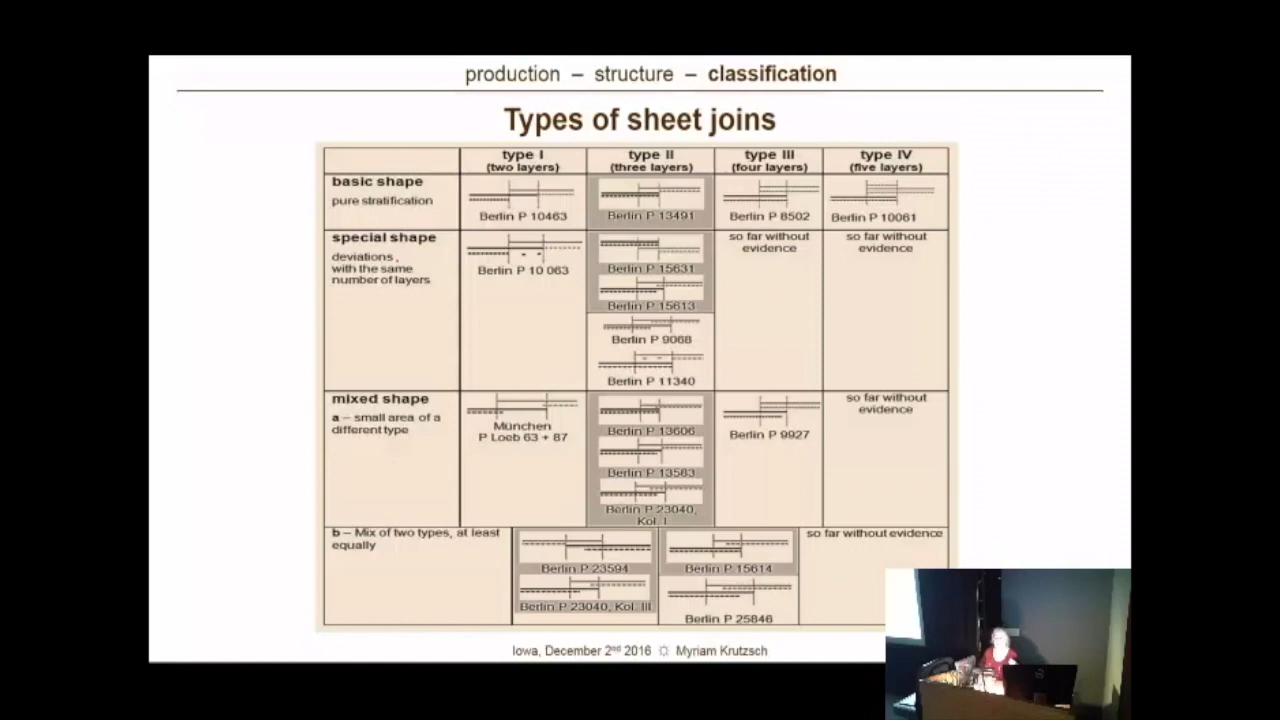 production – structure – classification
Types of sheet joins
type I
(two layers)
type II
(three layers)
type III
(four layers)
type IV
(five layers)
basic shape
pure stratification
Berlin P 10463
Berlin P 13491
Berlin P 8502
Berlin P 10061
special shape
deviations,
with the same
number of layers
Berlin P 10 063
Berlin P 15631
Berlin P 15613
Berlin P 9068
Berlin P 11340
so far without
evidence
so far without
evidence
mixed shape
a – small area of a
different type
München
P Loeb 63 + 87
Berlin P 13606
Berlin P 13583
Berlin P 23040,
Kol. I
Berlin P 9927
so far without
evidence
b – Mix of two types, at least
equally
Berlin P 23594
Berlin P 23040, Kol. III
Berlin P 15614
Berlin P 25846
so far without evidence
Iowa, December 2nd 2016 ☼ Myriam Krutzsch